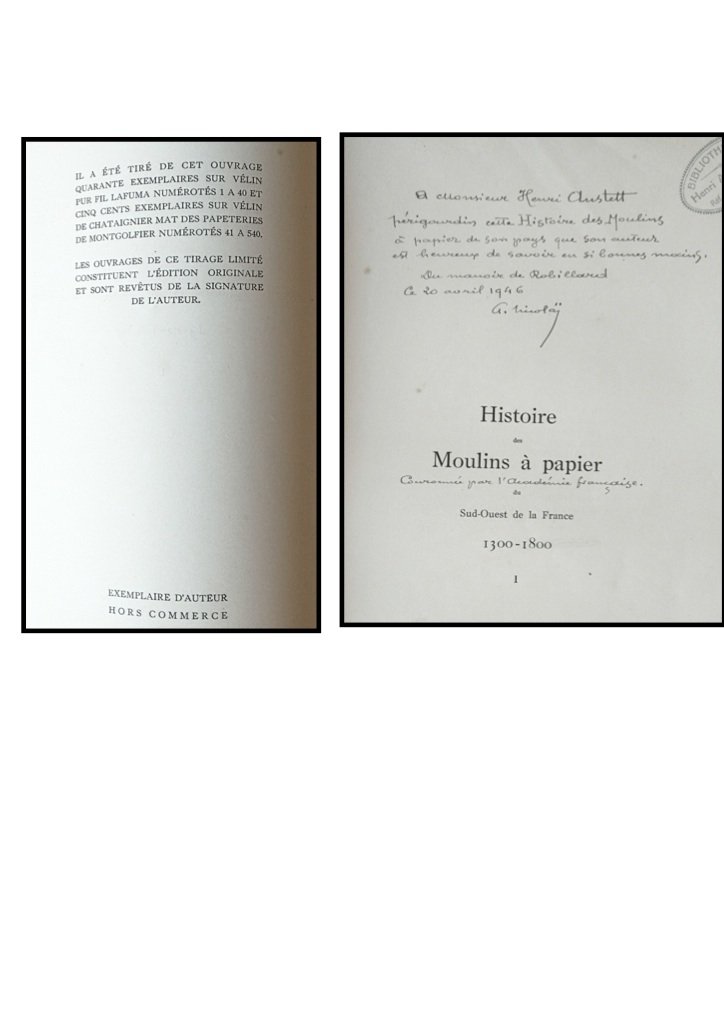 IL A ÉTÉ TIRÉ DE CET OUVRAGE
QUARANTE EXEMPLAIRES SUR VÉLIN
PUR FIL LAFUMA NUMÉROTÉS 1 A 40 ET
CINQ CENTS EXEMPLAIRES SUR VÉLIN
DE CHATAIGNIER MAT DES PAPETERIES
DE MONTGOLFIER NUMÉROTÉS 41 A 540.
LES OUVRAGES DE CE TIRAGE LIMITÉ
CONSTITUENT L'ÉDITION ORIGINALE
ET SONT REVÊTUS DE LA SIGNATURE
DE L'AUTEUR.
EXEMPLAIRE D'AUTEUR
HORS COMMERCE
A Monsieur Henri Austett
périgourdin cette Histoire des Moulins
à papier de son pays que son auteur
est heureux de savoir en si bonnes mains.
Du manoir de Robillard
Ce 20 avril 1946
A. Nicolaï
BIBLIOTH
Henri
Histoire
des
Moulins à papier
Couronnée par l'Académie française.
du
Sud-Ouest de la France
1300-1800
I